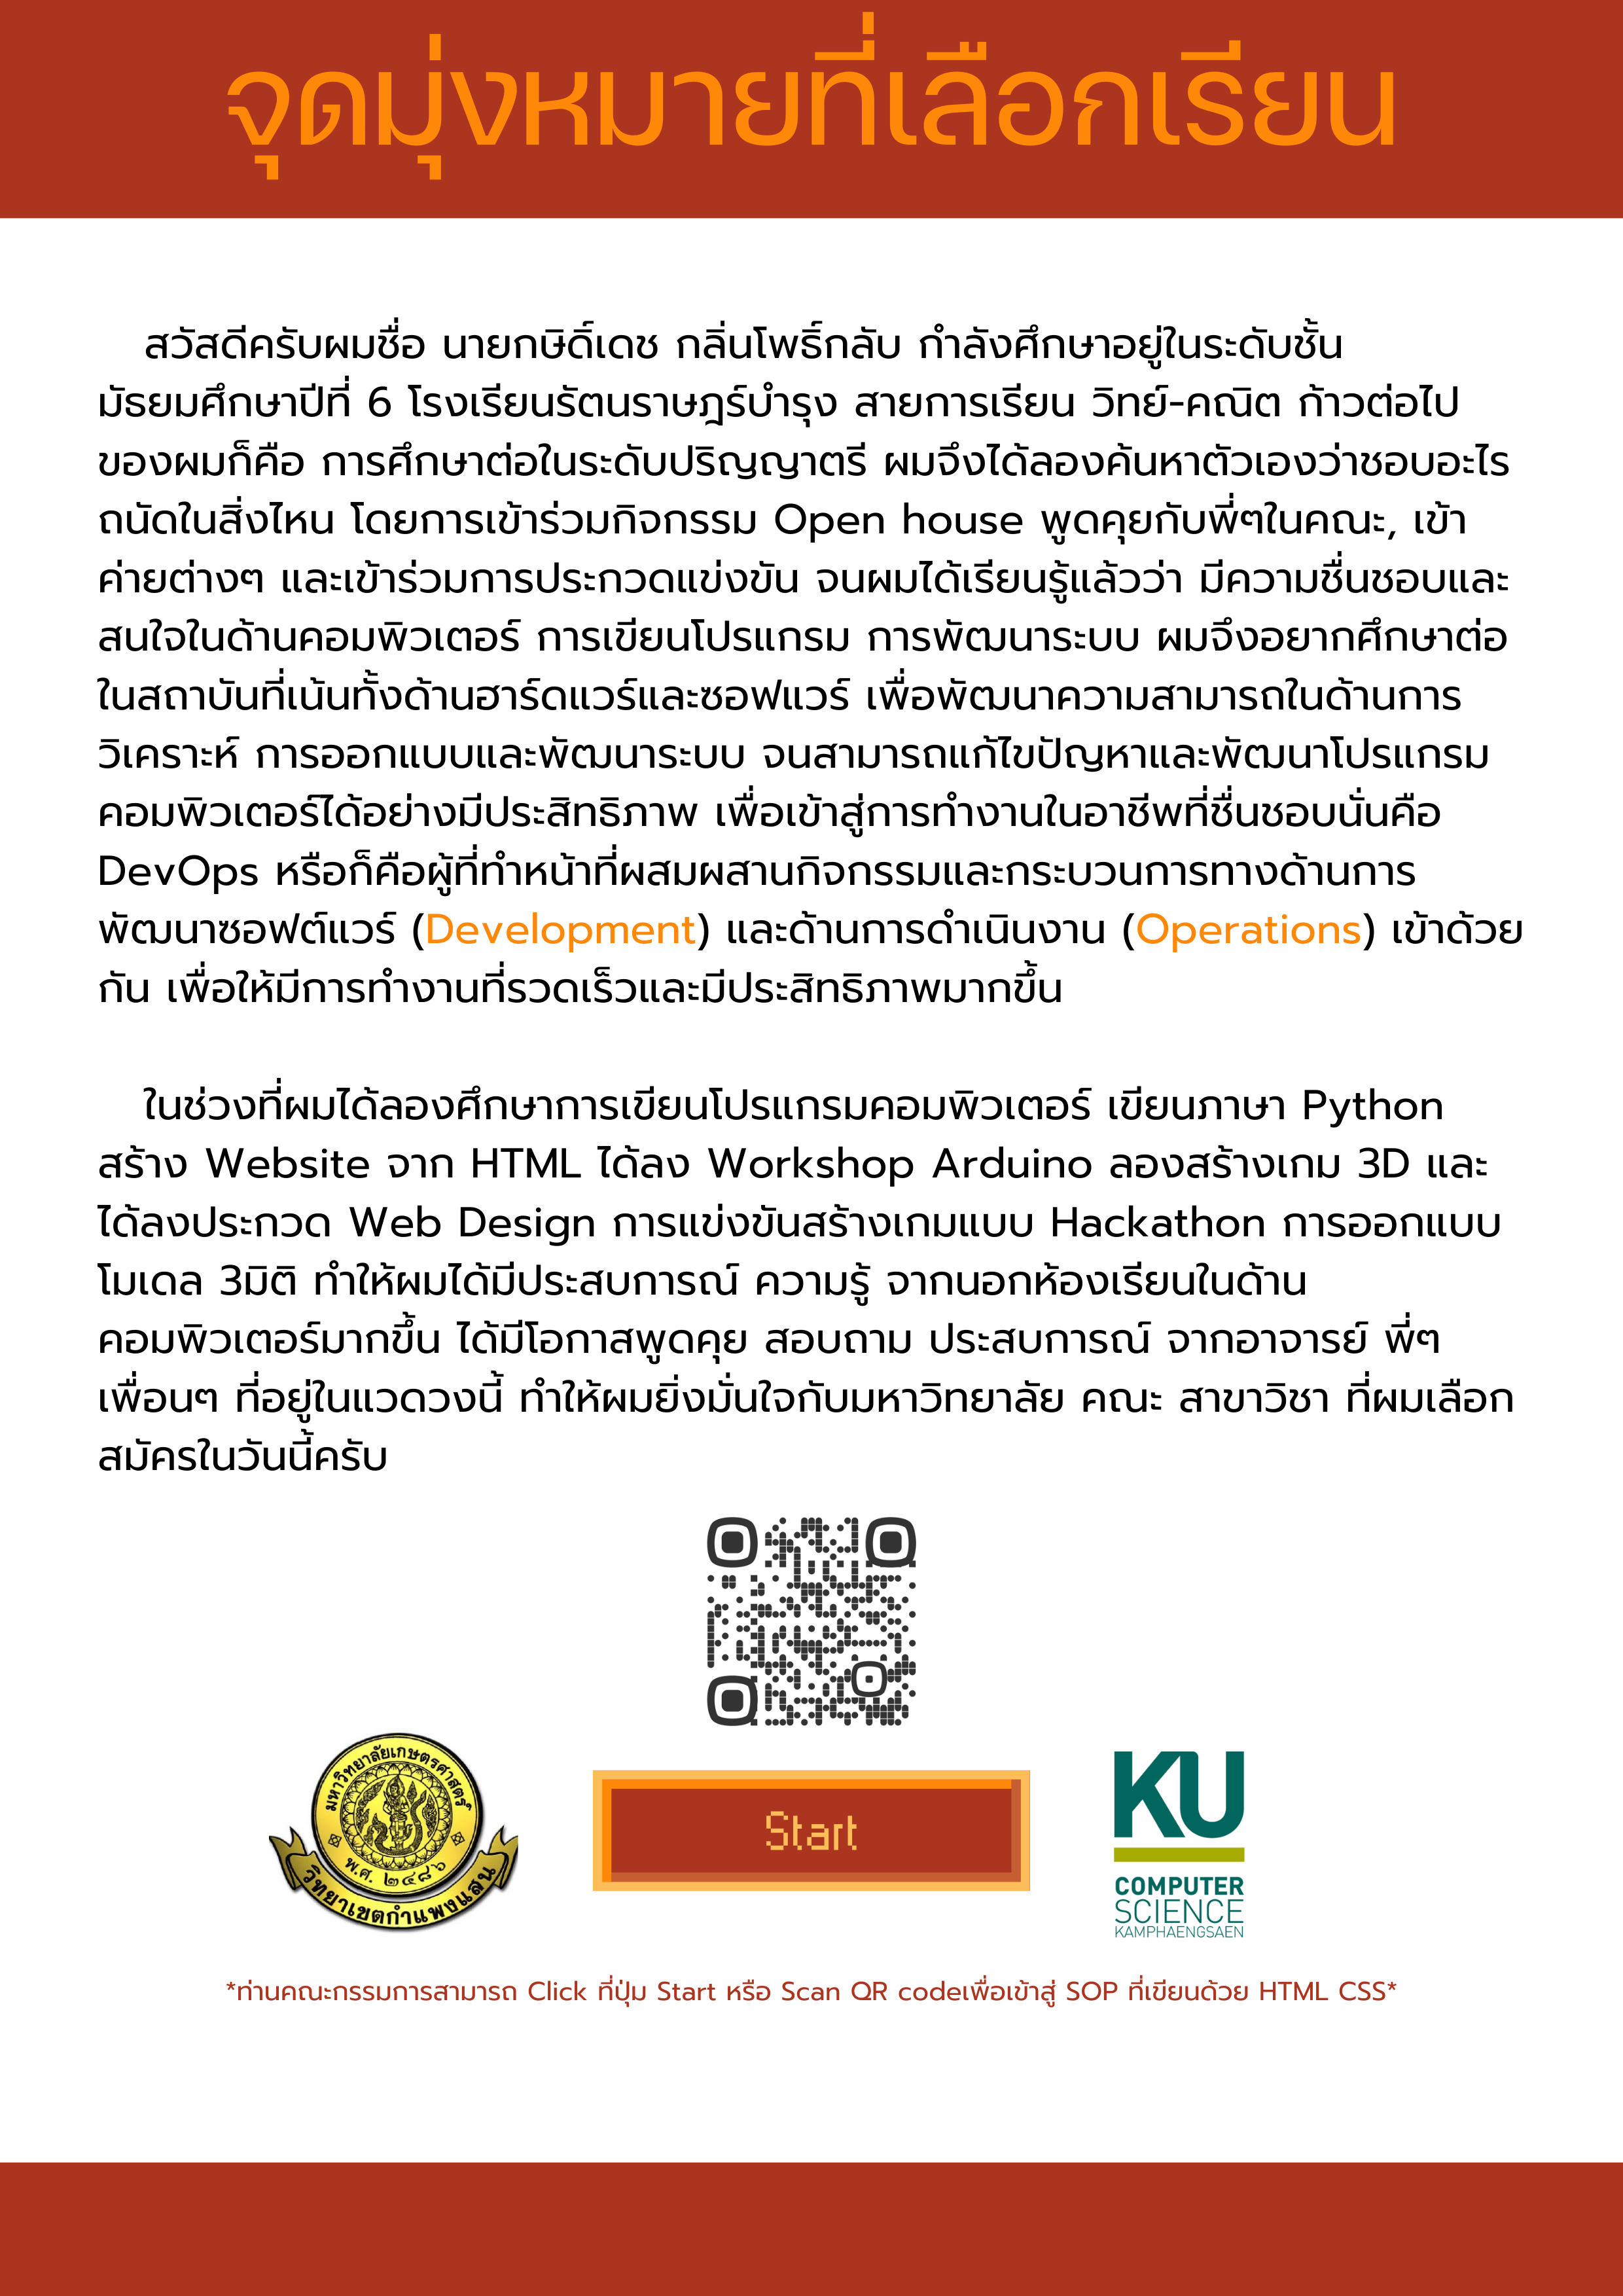 จุดมุ่งหมายที่เลือกเรียน
สวัสดีครับผมชื่อ นายกษิดิ์เดช กลิ่นโพธิ์กลับ กำลังศึกษาอยู่ในระดับชั้น
มัธยมศึกษาปีที่ 6 โรงเรียนรัตนราษฎร์บำรุง สายการเรียน วิทย์-คณิต ก้าวต่อไป
ของผมก็คือ การศึกษาต่อในระดับปริญญาตรี ผมจึงได้ลองค้นหาตัวเองว่าชอบอะไร
ถนัดในสิ่งไหน โดยการเข้าร่วมกิจกรรม Open house พูดคุยกับพี่ๆในคณะ, เข้า
ค่ายต่างๆ และเข้าร่วมการประกวดแข่งขัน จนผมได้เรียนรู้แล้วว่า มีความชื่นชอบและ
สนใจในด้านคอมพิวเตอร์ การเขียนโปรแกรม การพัฒนาระบบ ผมจึงอยากศึกษาต่อ
ในสถาบันที่เน้นทั้งด้านฮาร์ดแวร์และซอฟแวร์ เพื่อพัฒนาความสามารถในด้านการ
วิเคราะห์ การออกแบบและพัฒนาระบบ จนสามารถแก้ไขปัญหาและพัฒนาโปรแกรม
คอมพิวเตอร์ได้อย่างมีประสิทธิภาพ เพื่อเข้าสู่การทำงานในอาชีพที่ชื่นชอบนั่นคือ
DevOps หรือก็คือผู้ที่ทำหน้าที่ผสมผสานกิจกรรมและกระบวนการทางด้านการ
พัฒนาซอฟต์แวร์ (Development) และด้านการดำเนินงาน (Operations) เข้าด้วย
กัน เพื่อให้มีการทำงานที่รวดเร็วและมีประสิทธิภาพมากขึ้น
ในช่วงที่ผมได้ลองศึกษาการเขียนโปรแกรมคอมพิวเตอร์ เขียนภาษา Python
สร้าง Website จาก HTML ได้ลง Workshop Arduino ลองสร้างเกม 3D และ
ได้ลงประกวด Web Design การแข่งขันสร้างเกมแบบ Hackathon การออกแบบ
โมเดล 3มิติ ทำให้ผมได้มีประสบการณ์ ความรู้ จากนอกห้องเรียนในด้าน
คอมพิวเตอร์มากขึ้น ได้มีโอกาสพูดคุย สอบถาม ประสบการณ์ จากอาจารย์ พี่ๆ
เพื่อนๆ ที่อยู่ในแวดวงนี้ ทำให้ผมยิ่งมั่นใจกับมหาวิทยาลัย คณะ สาขาวิชา ที่ผมเลือก
สมัครในวันนี้ครับ
มหาวิทยาลัยเกษตรศาสตร์
พ.ศ. ๒๔๘๖
วิทยาเขตกำแพงแสน
Start
KU
COMPUTER
SCIENCE
KAMPHAENGSAEN
*ท่านคณะกรรมการสามารถ Click ที่ปุ่ม Start หรือ Scan QR codeเพื่อเข้าสู่ SOP ที่เขียนด้วย HTML CSS*